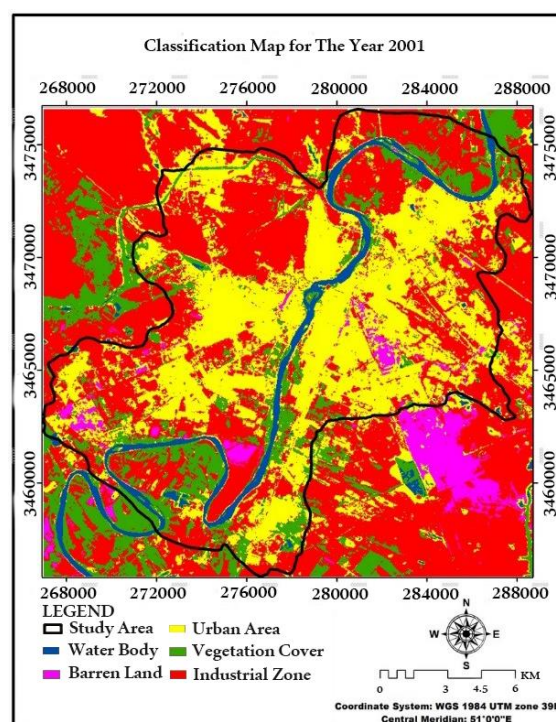 Classification Map for The Year 2001
268000 272000 276000 280000 284000 288000
3475000
3470000
3465000
3460000
3475000
3470000
3465000
3460000
268000 272000 276000 280000 284000 288000
LEGEND
Study Area Urban Area
Water Body Vegetation Cover
Barren Land Industrial Zone
N
W E
S
0 3 4.5 6 KM
Coordinate System: WGS 1984 UTM zone 39
Central Meridian: 51°0'0"E